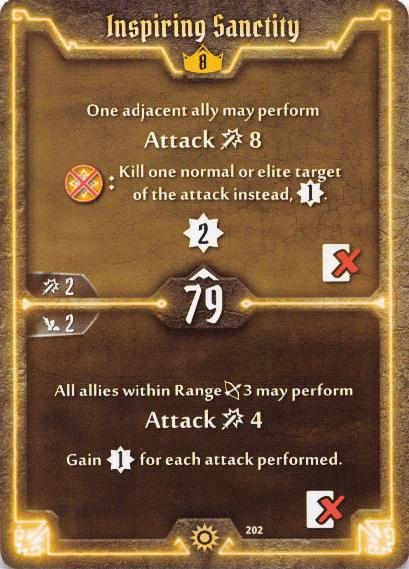 Inspiring Sanctity
8
One adjacent ally may perform
Attack 8
: Kill one normal or elite target
of the attack instead, 1.
2
2
79
2
All allies within Range 3 may perform
Attack 4
Gain 1 for each attack performed.
202